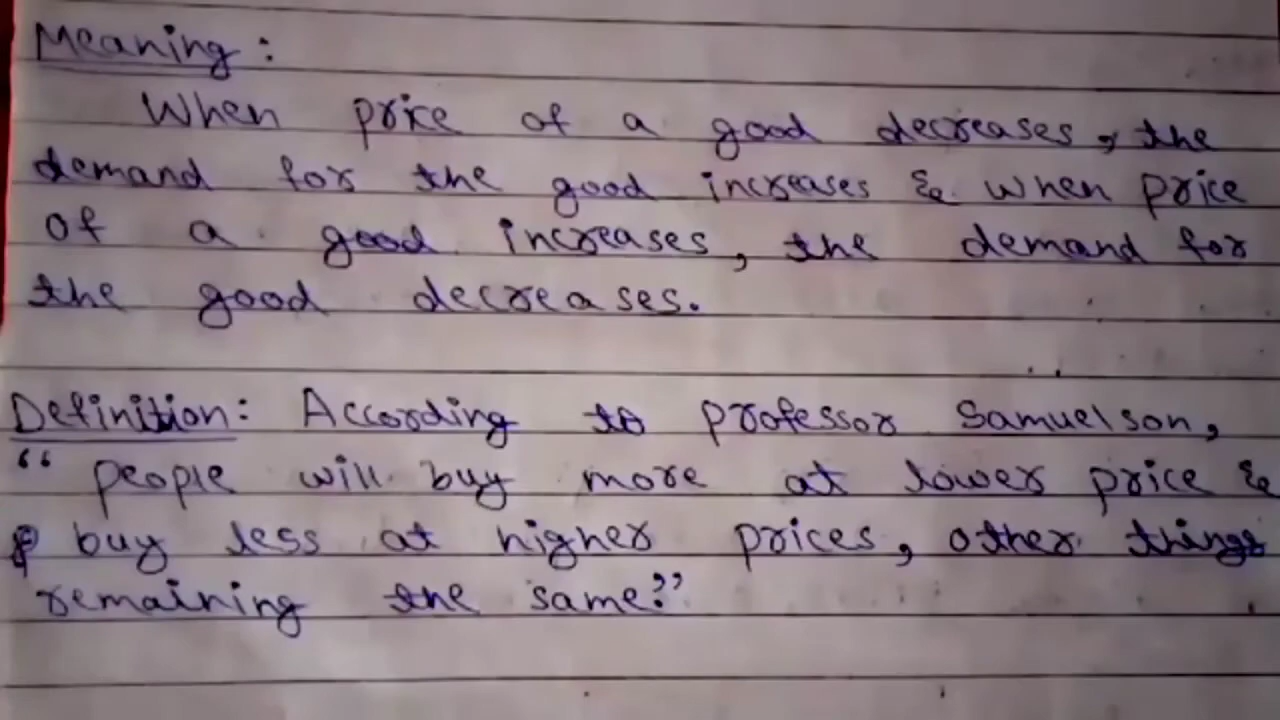 Meaning :
When price of a good decreases, the
demand for the good increases & when price
of a good increases, the demand for
the good decreases.
Definition: According to professor Samuelson,
“ people will buy more at lower price &
buy less at higher prices, other things
remaining the same.”